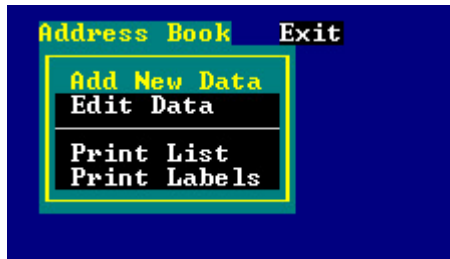 Address Book Exit
Add New Data
Edit Data
Print List
Print Labels